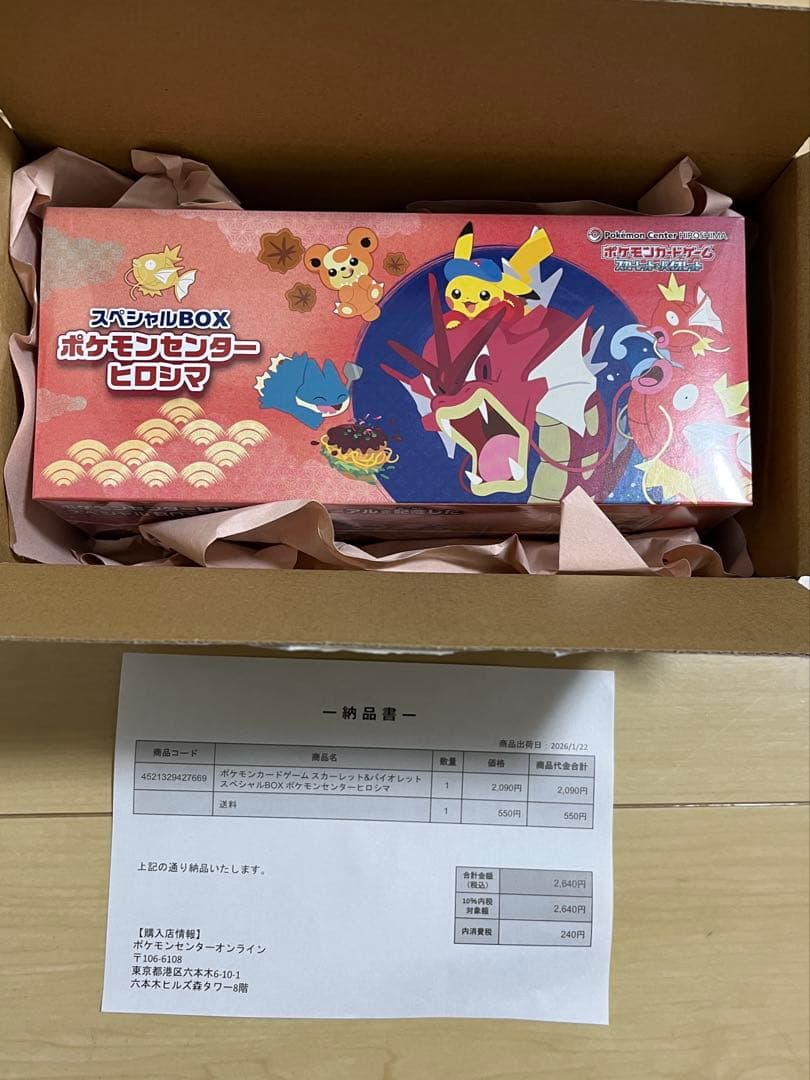 Pokémon Center HIROSHIMA
ポケモンカードゲーム
スカーレット&バイオレット
スペシャルBOX
ポケモンセンター
ヒロシマ
アルを記念した
ー納品書ー
商品出荷日：2026/1/22
商品コード 商品名 数量 価格 商品代金合計
4521329427669 ポケモンカードゲーム スカーレット&バイオレット 1 2,090円 2,090円
スペシャルBOX ポケモンセンターヒロシマ
送料 1 550円 550円
上記の通り納品いたします。
合計金額
（税込） 2,640円
10%内税
対象額 2,640円
内消費税 240円
【購入店情報】
ポケモンセンターオンライン
〒106-6108
東京都港区六本木6-10-1
六本木ヒルズ森タワー8階